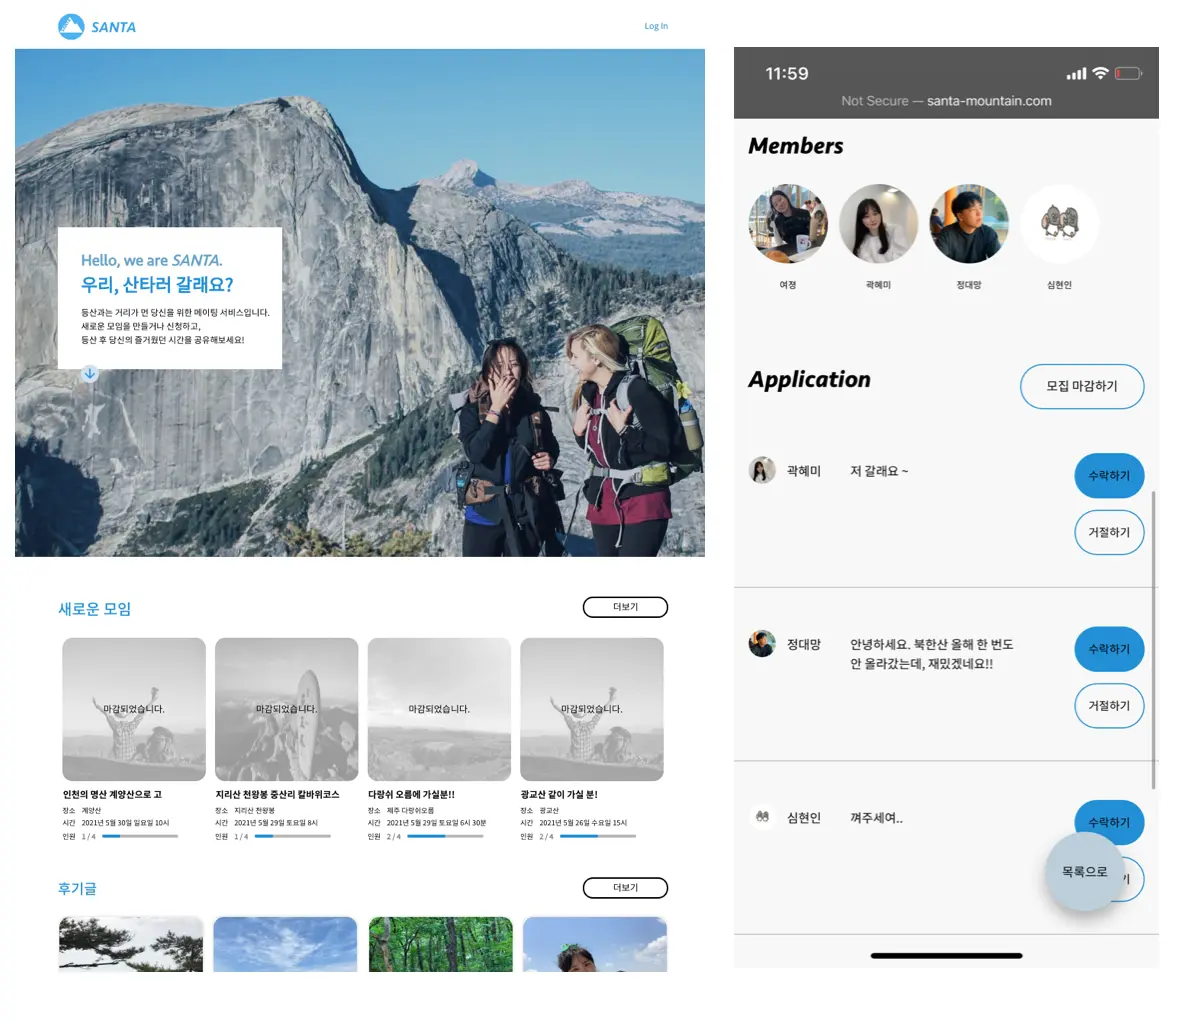 SANTA
Log In
Hello, we are SANTA.
우리, 산타러 갈래요?
등산과는 거리가 먼 당신을 위한 메이팅 서비스입니다.
새로운 모임을 만들거나 신청하고,
등산 후 당신의 즐거웠던 시간을 공유해보세요!
새로운 모임
더보기
마감되었습니다.
마감되었습니다.
마감되었습니다.
마감되었습니다.
인천의 명산 계양산으로 고
장소 계양산
시간 2021년 5월 30일 일요일 10시
인원 1 / 4
지리산 천왕봉 중산리 칼바위코스
장소 지리산 천왕봉
시간 2021년 5월 29일 토요일 8시
인원 1 / 4
다랑쉬 오름에 가실분!!
장소 제주 다랑쉬오름
시간 2021년 5월 29일 토요일 6시 30분
인원 2 / 4
광교산 같이 가실 분!
장소 광교산
시간 2021년 5월 26일 수요일 15시
인원 2 / 4
후기글
더보기
11:59
Not Secure — santa-mountain.com
Members
여정
곽혜미
정대망
심현인
Application
모집 마감하기
곽혜미
저 갈래요 ~
수락하기
거절하기
정대망
안녕하세요. 북한산 올해 한 번도
안 올라갔는데, 재밌겠네요!!
수락하기
거절하기
심현인
껴주세여..
수락하기
목록으로
기